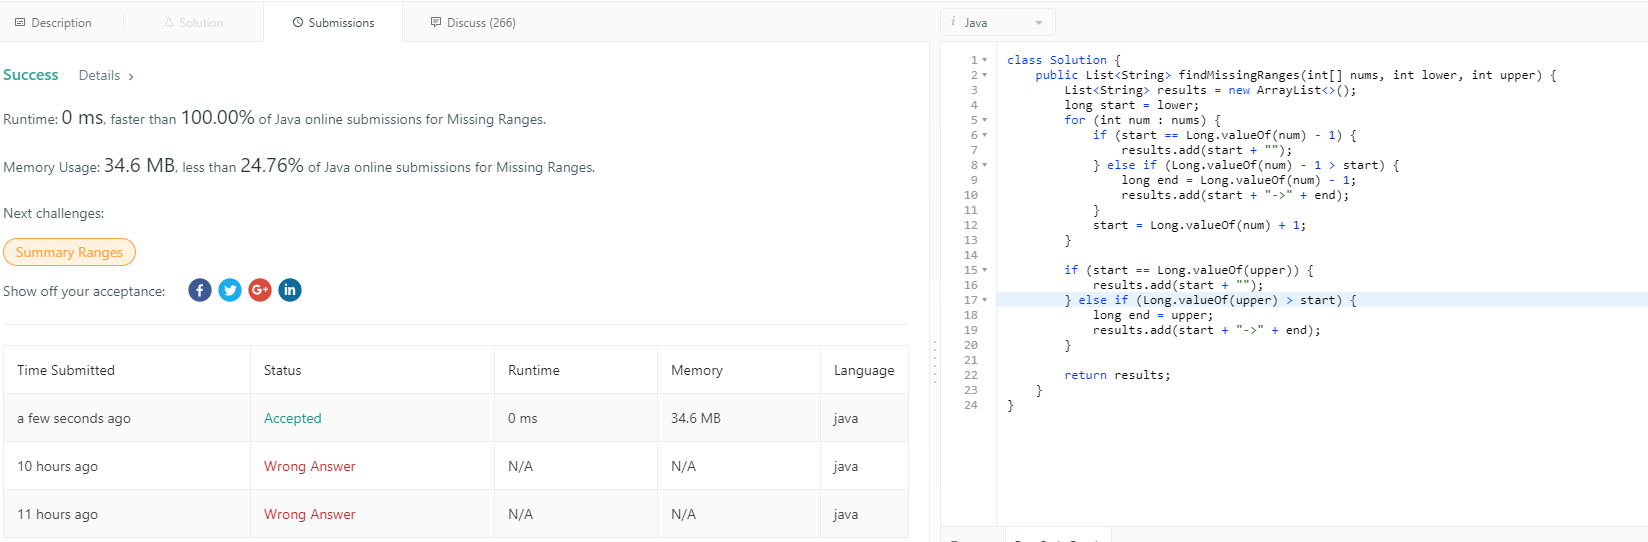 Description
Solution
Submissions
Discuss (266)
Success Details ›
Runtime: 0 ms, faster than 100.00% of Java online submissions for Missing Ranges.
Memory Usage: 34.6 MB, less than 24.76% of Java online submissions for Missing Ranges.
Next challenges:
Summary Ranges
Show off your acceptance: f G+ in
Time Submitted Status Runtime Memory Language
a few seconds ago Accepted 0 ms 34.6 MB java
10 hours ago Wrong Answer N/A N/A java
11 hours ago Wrong Answer N/A N/A java
i Java
1 class Solution {
2 public List<String> findMissingRanges(int[] nums, int lower, int upper) {
3 List<String> results = new ArrayList<>();
4 long start = lower;
5 for (int num : nums) {
6 if (start == Long.valueOf(num) - 1) {
7 results.add(start + "");
8 } else if (Long.valueOf(num) - 1 > start) {
9 long end = Long.valueOf(num) - 1;
10 results.add(start + "->" + end);
11 }
12 start = Long.valueOf(num) + 1;
13 }
14
15 if (start == Long.valueOf(upper)) {
16 results.add(start + "");
17 } else if (Long.valueOf(upper) > start) {
18 long end = upper;
19 results.add(start + "->" + end);
20 }
21
22 return results;
23 }
24 }